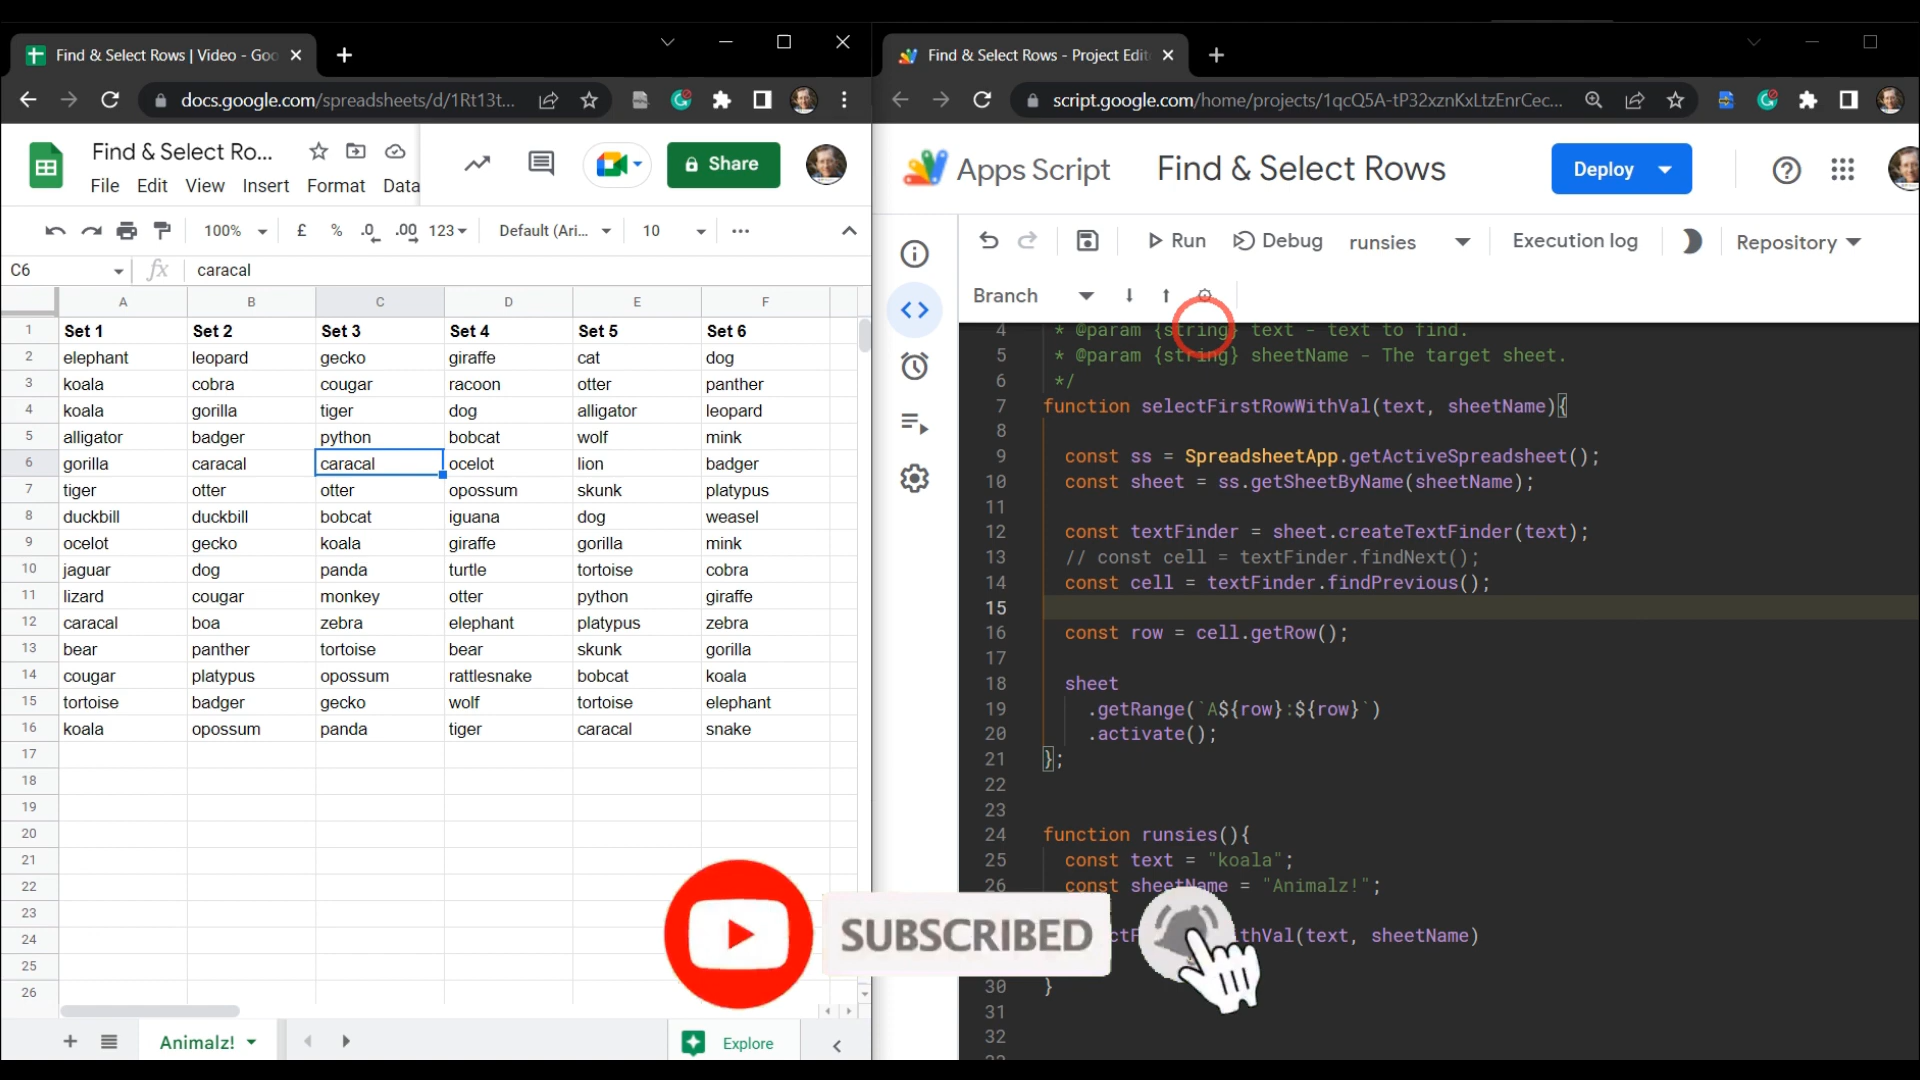 Find & Select Rows | Video - Goo
docs.google.com/spreadsheets/d/1Rt13t...
Find & Select Ro...
Share
File Edit View Insert Format Data
100% £ % .0 .00 123 Default (Ari... 10 ...
C6 fx caracal
A B C D E F
1 Set 1 Set 2 Set 3 Set 4 Set 5 Set 6
2 elephant leopard gecko giraffe cat dog
3 koala cobra cougar racoon otter panther
4 koala gorilla tiger dog alligator leopard
5 alligator badger python bobcat wolf mink
6 gorilla caracal caracal ocelot lion badger
7 tiger otter otter opossum skunk platypus
8 duckbill duckbill bobcat iguana dog weasel
9 ocelot gecko koala giraffe gorilla mink
10 jaguar dog panda turtle tortoise cobra
11 lizard cougar monkey otter python giraffe
12 caracal boa zebra elephant platypus zebra
13 bear panther tortoise bear skunk gorilla
14 cougar platypus opossum rattlesnake bobcat koala
15 tortoise badger gecko wolf tortoise elephant
16 koala opossum panda tiger caracal snake
17
18
19
20
21
22
23
24
25
26
Animalz! Explore
Find & Select Rows - Project Edit
script.google.com/home/projects/1qcQ5A-tP32xznKxLtzEnrCec...
Apps Script Find & Select Rows Deploy
Run Debug runsies Execution log Repository
Branch
4 * @param {string} text - text to find.
5 * @param {string} sheetName - The target sheet.
6 */
7 function selectFirstRowWithVal(text, sheetName){
8
9 const ss = SpreadsheetApp.getActiveSpreadsheet();
10 const sheet = ss.getSheetByName(sheetName);
11
12 const textFinder = sheet.createTextFinder(text);
13 // const cell = textFinder.findNext();
14 const cell = textFinder.findPrevious();
15
16 const row = cell.getRow();
17
18 sheet
19 .getRange(`A${row}:${row}`)
20 .activate();
21 };
22
23
24 function runsies(){
25 const text = "koala";
26 const sheetName = "Animalz!";
thVal(text, sheetName)
30 }
31
32
SUBSCRIBED